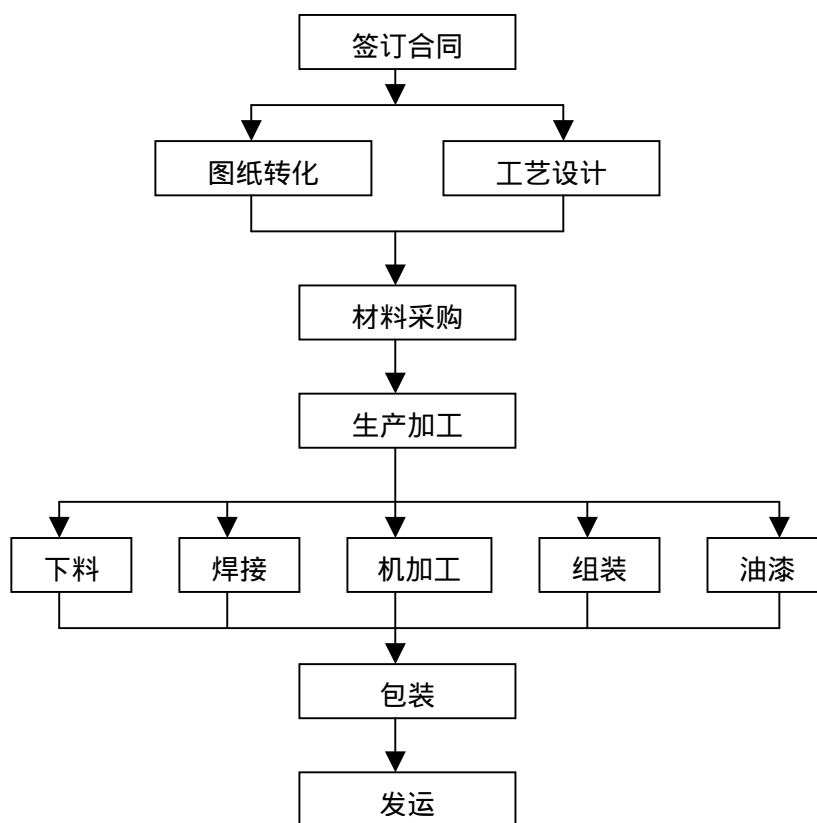 签订合同
图纸转化
工艺设计
材料采购
生产加工
下料
焊接
机加工
组装
油漆
包装
发运